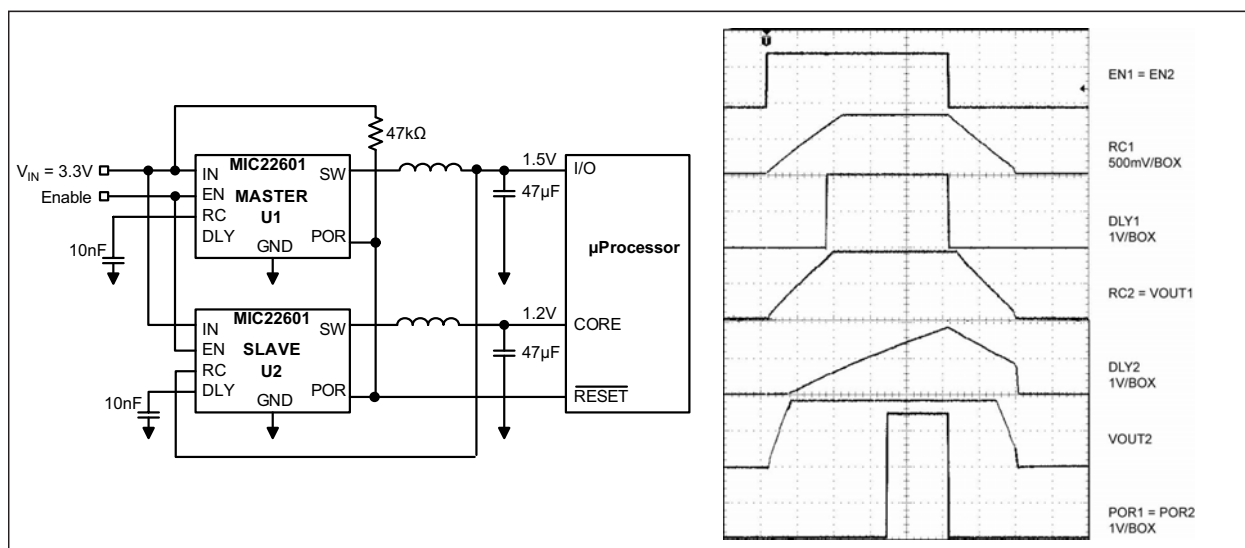 47kΩ
VIN = 3.3V
Enable
10nF
MIC22601
IN
EN
RC
DLY
MASTER
U1
SW
POR
GND
1.5V
47µF
I/O
µProcessor
MIC22601
IN
EN
RC
DLY
SLAVE
U2
SW
POR
GND
10nF
1.2V
47µF
CORE
RESET
T
EN1 = EN2
RC1
500mV/BOX
DLY1
1V/BOX
RC2 = VOUT1
DLY2
1V/BOX
VOUT2
POR1 = POR2
1V/BOX